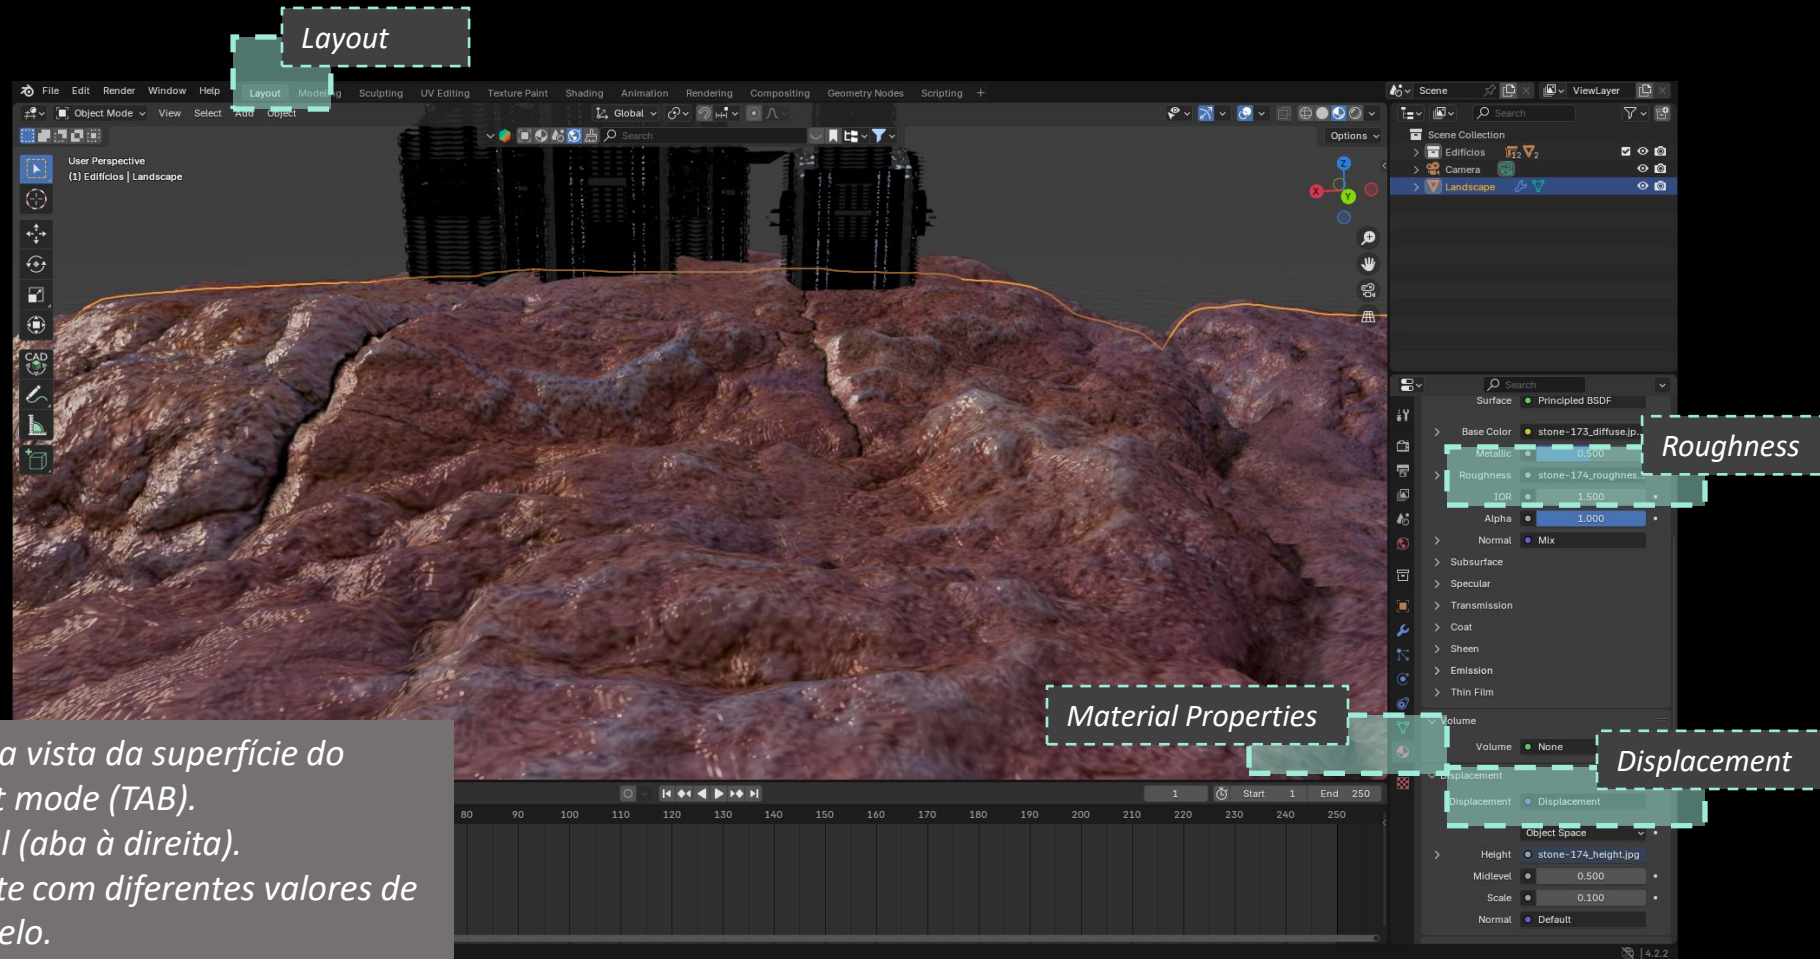 Layout
File Edit Render Window Help Layout Modeling Sculpting UV Editing Texture Paint Shading Animation Rendering Compositing Geometry Nodes Scripting +
Scene ViewLayer
Object Mode View Select Add Object Global
Search
Search
Options
User Perspective
(1) Edifícios | Landscape
Scene Collection
Edifícios 12 2
Camera
Landscape
Z
X
Y
CAD
Search
Surface Principled BSDF
Base Color stone-173_diffuse.jp..
Roughness
Metallic 0.500
Roughness stone-174_roughnes...
IOR 1.500
Alpha 1.000
Normal Mix
Subsurface
Specular
Transmission
Coat
Sheen
Emission
Thin Film
Material Properties
Volume
Volume None
Displacement
Displacement
Displacement Displacement
Object Space
Height stone-174_height.jpg
Midlevel 0.500
Scale 0.100
Normal Default
a vista da superfície do
t mode (TAB).
l (aba à direita).
te com diferentes valores de
elo.
1 Start 1 End 250
80 90 100 110 120 130 140 150 160 170 180 190 200 210 220 230 240 250
4.2.2